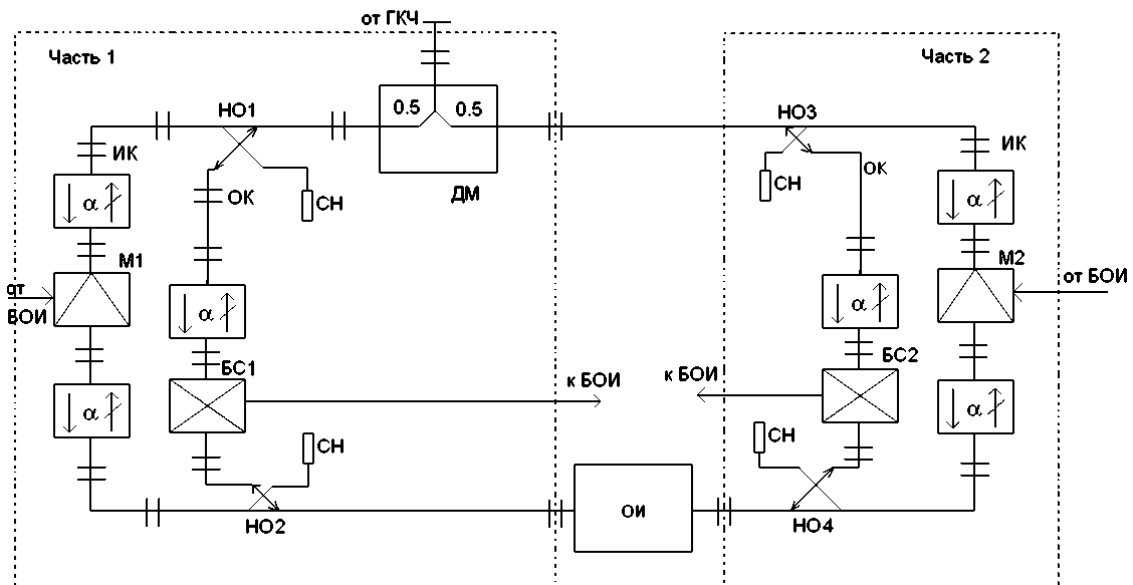 от ГКЧ
Часть 1
Часть 2
НО1
0.5
0.5
НО3
ИК
ИК
ОК
ОК
СН
СН
ДМ
α
α
М1
М2
от
БОИ
от БОИ
α
α
БС1
БС2
к БОИ
к БОИ
α
α
СН
СН
НО2
ОИ
НО4